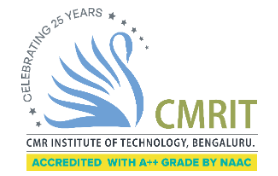 CELEBRATING 25 YEARS
CMRIT
CMR INSTITUTE OF TECHNOLOGY, BENGALURU.
ACCREDITED WITH A++ GRADE BY NAAC